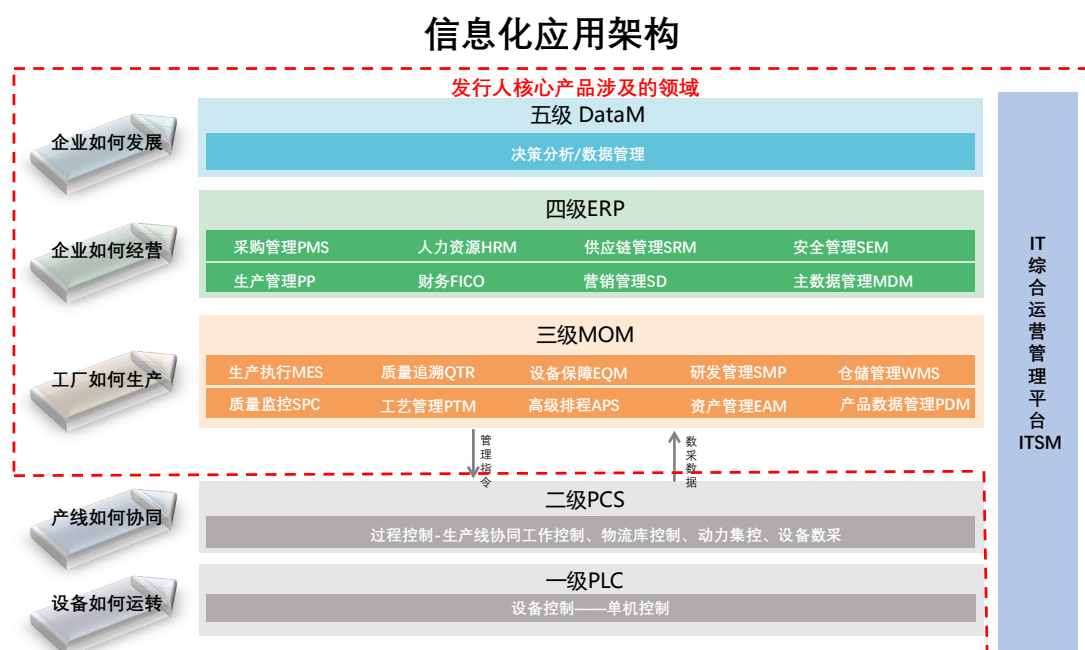 信息化应用架构
发行人核心产品涉及的领域
企业如何发展
五级 DataM
决策分析/数据管理
企业如何经营
四级ERP
采购管理PMS 人力资源HRM 供应链管理SRM 安全管理SEM
生产管理PP 财务FICO 营销管理SD 主数据管理MDM
工厂如何生产
三级MOM
生产执行MES 质量追溯QTR 设备保障EQM 研发管理SMP 仓储管理WMS
质量监控SPC 工艺管理PTM 高级排程APS 资产管理EAM 产品数据管理PDM
管理指令
数采数据
产线如何协同
二级PCS
过程控制-生产线协同工作控制、物流库控制、动力集控、设备数采
设备如何运转
一级PLC
设备控制——单机控制
IT
综
合
运
营
管
理
平
台
ITSM